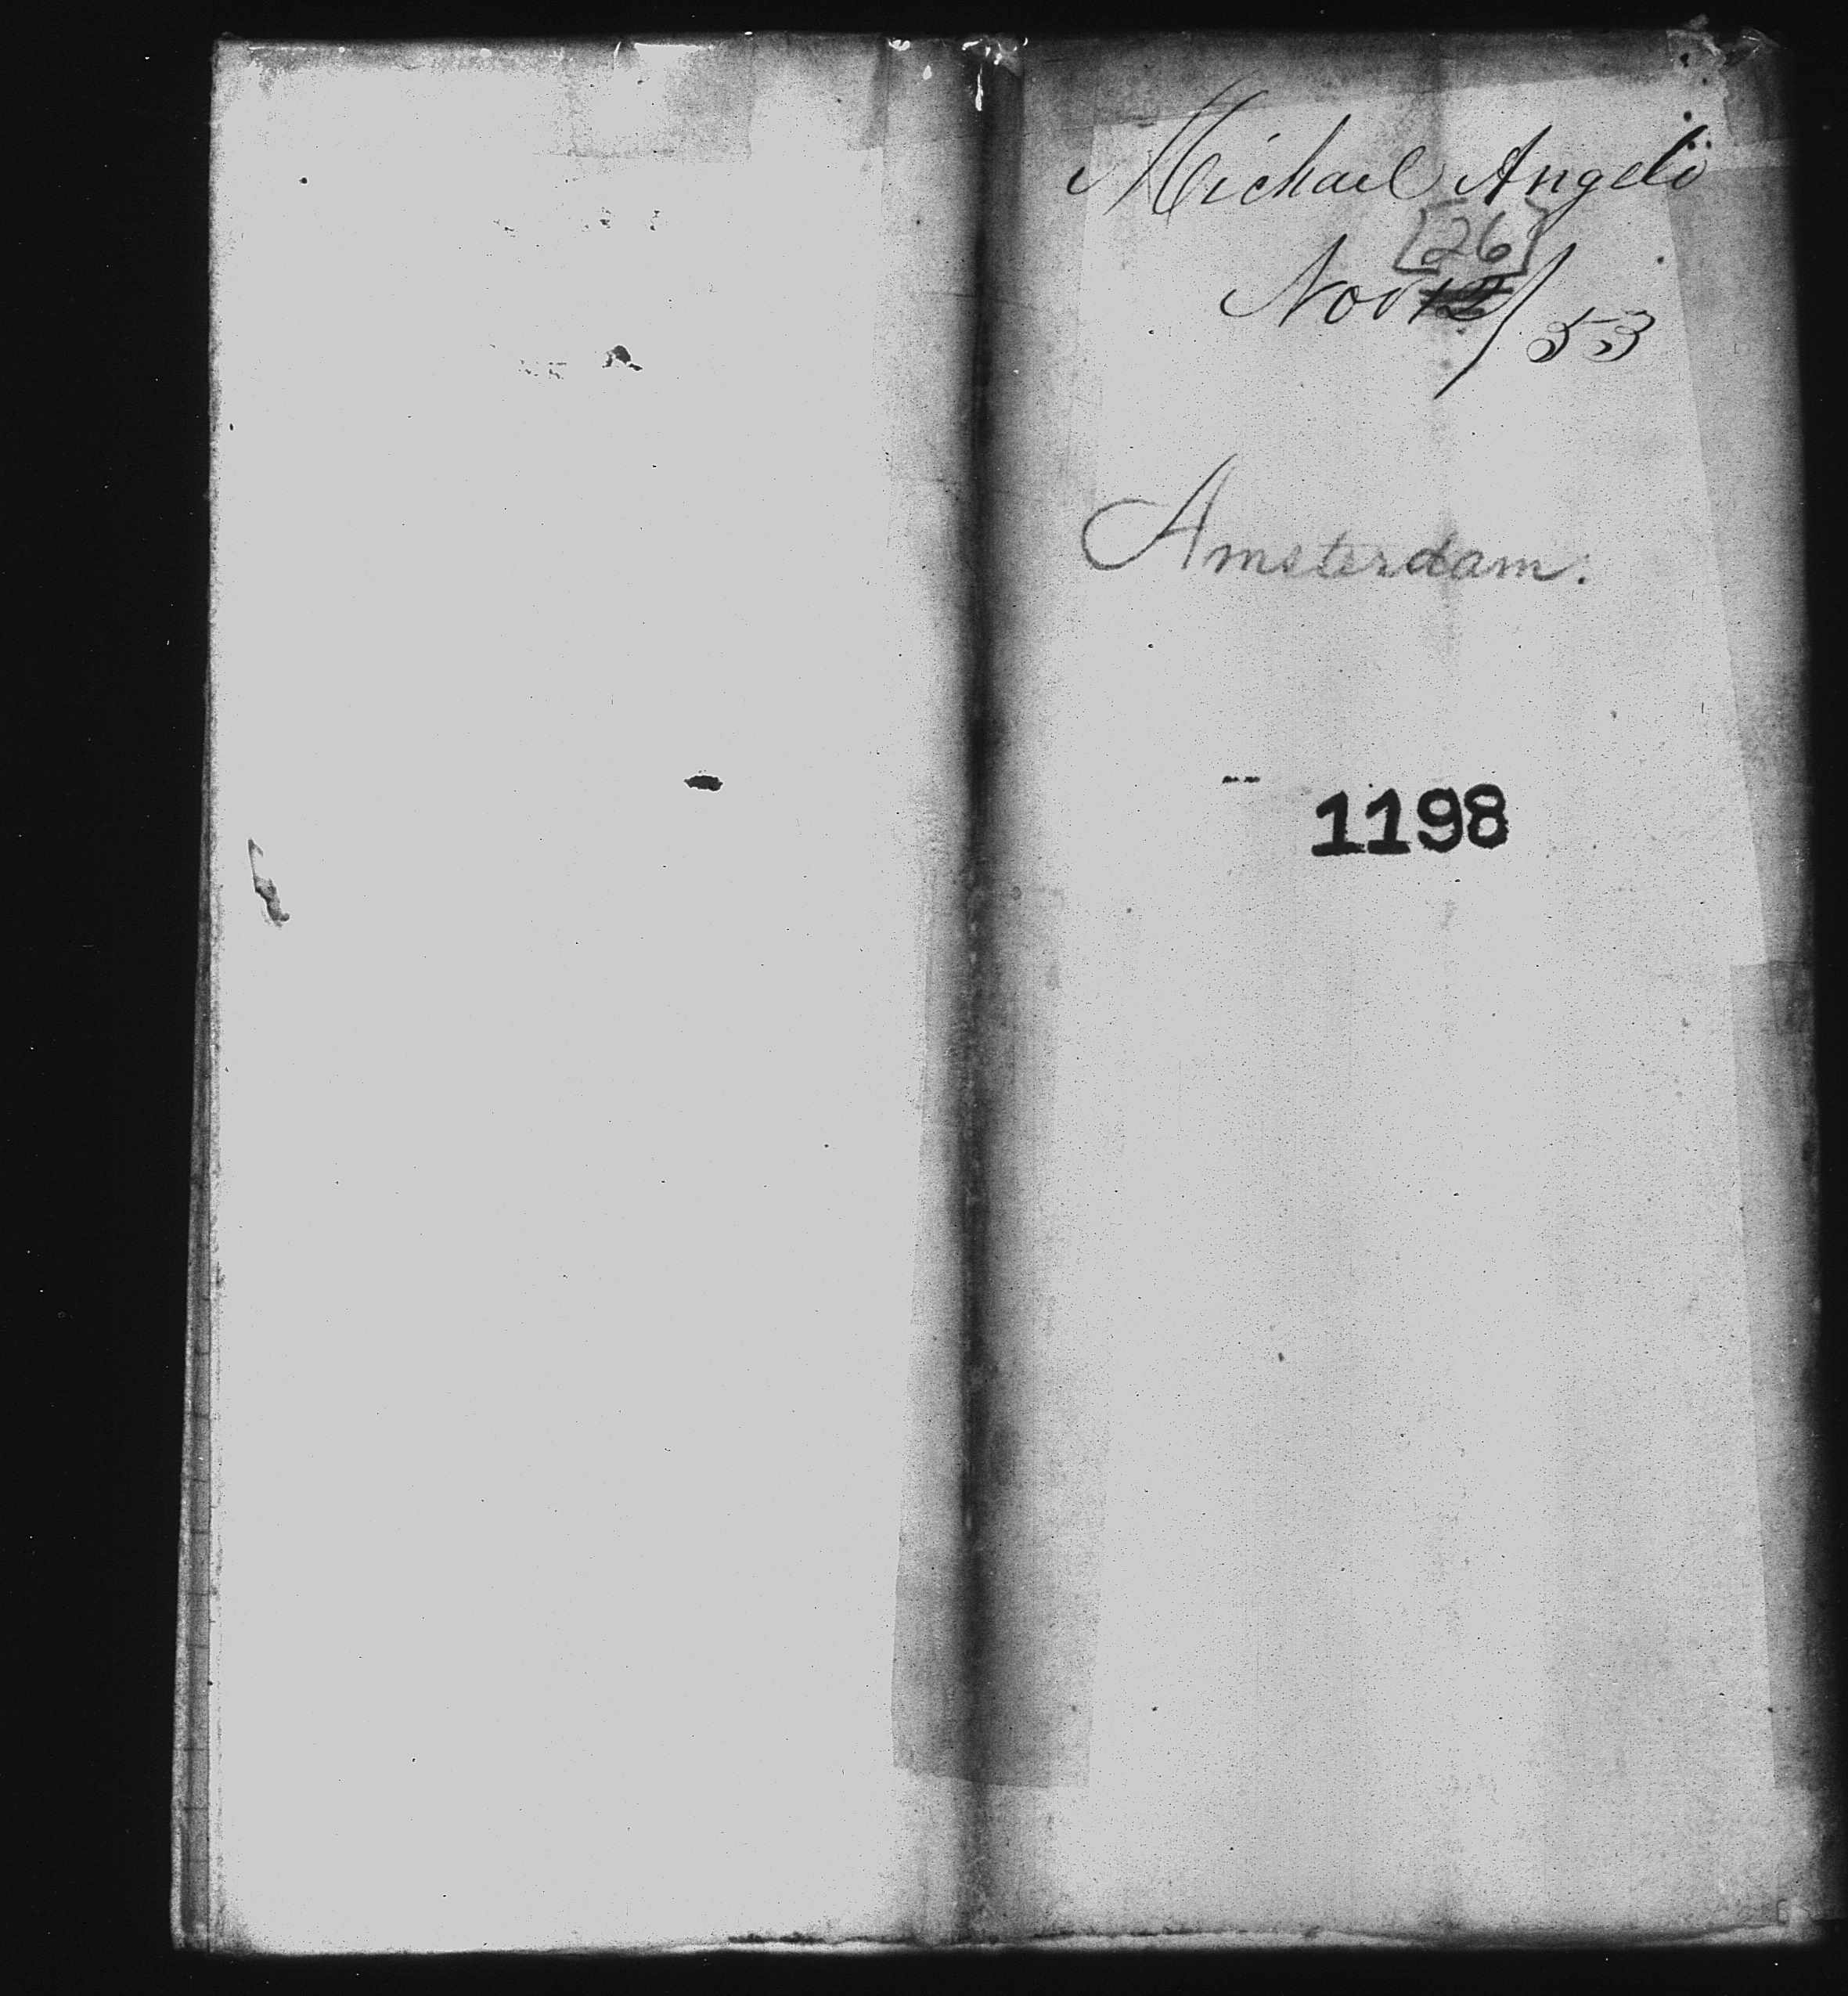 Michael Angelo
[26]
Nov 12/53
Amsterdam.
1198